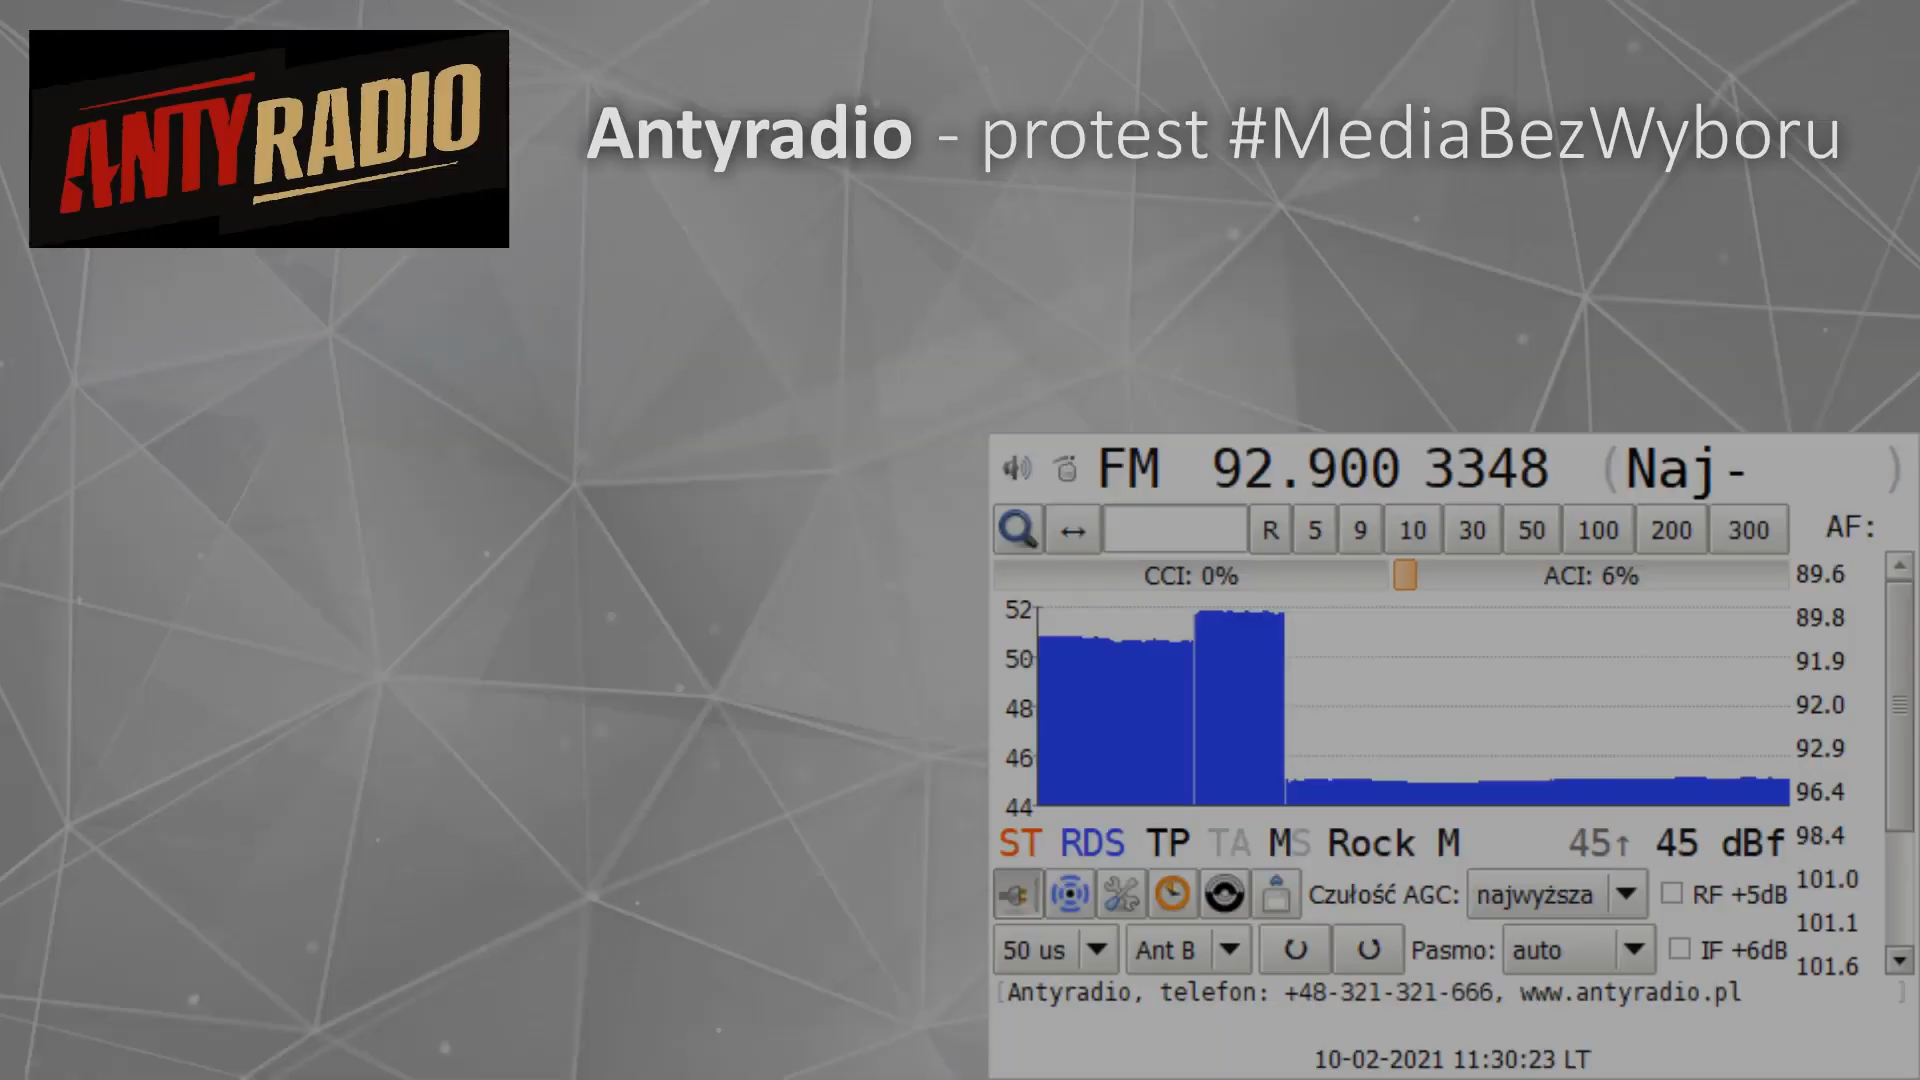 ANTYRADIO
Antyradio - protest #MediaBezWyboru
FM 92.900 3348 (Naj- )
R 5 9 10 30 50 100 200 300 AF:
CCI: 0% ACI: 6%
52
50
48
46
44
89.6
89.8
91.9
92.0
92.9
96.4
98.4
101.0
101.1
101.6
ST RDS TP TA MS Rock M 45↑ 45 dBf
Czułość AGC: najwyższa RF +5dB
50 us Ant B Pasmo: auto IF +6dB
[Antyradio, telefon: +48-321-321-666, www.antyradio.pl ]
10-02-2021 11:30:23 LT